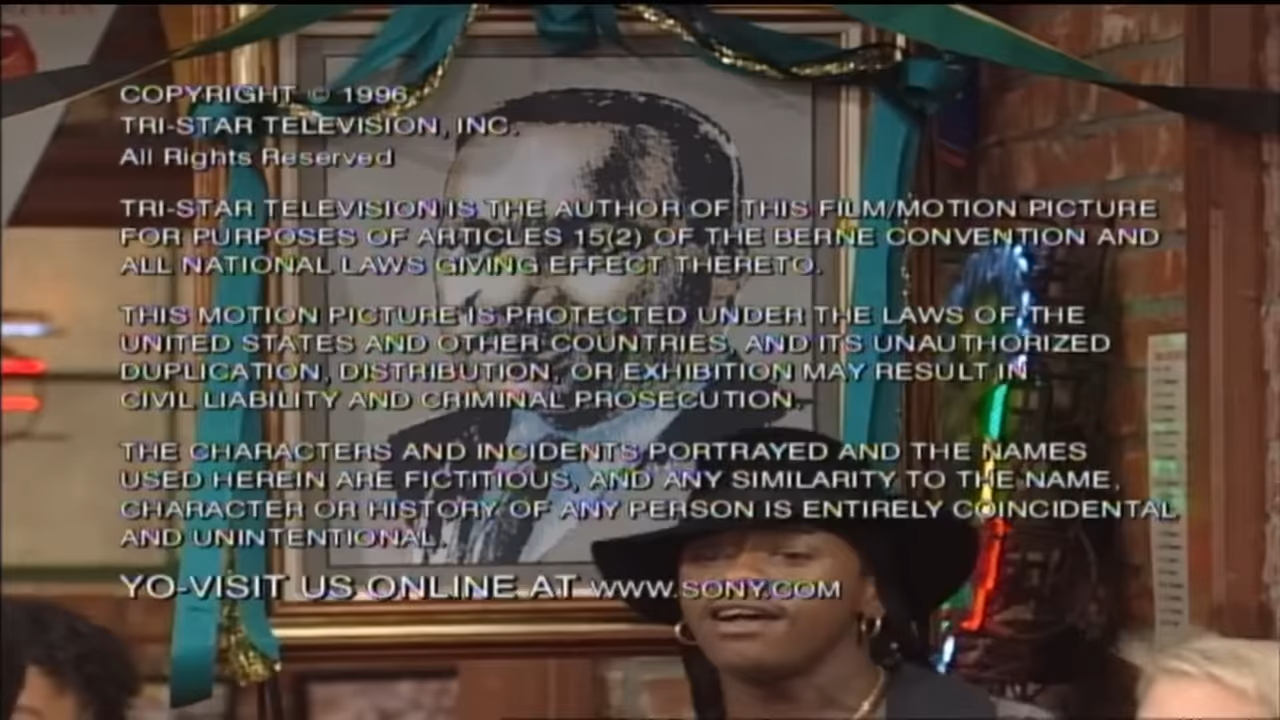 COPYRIGHT © 1996
TRI-STAR TELEVISION, INC.
All Rights Reserved
TRI-STAR TELEVISION IS THE AUTHOR OF THIS FILM/MOTION PICTURE
FOR PURPOSES OF ARTICLES 15(2) OF THE BERNE CONVENTION AND
ALL NATIONAL LAWS GIVING EFFECT THERETO.
THIS MOTION PICTURE IS PROTECTED UNDER THE LAWS OF THE
UNITED STATES AND OTHER COUNTRIES, AND ITS UNAUTHORIZED
DUPLICATION, DISTRIBUTION, OR EXHIBITION MAY RESULT IN
CIVIL LIABILITY AND CRIMINAL PROSECUTION.
THE CHARACTERS AND INCIDENTS PORTRAYED AND THE NAMES
USED HEREIN ARE FICTITIOUS, AND ANY SIMILARITY TO THE NAME,
CHARACTER OR HISTORY OF ANY PERSON IS ENTIRELY COINCIDENTAL
AND UNINTENTIONAL.
YO-VISIT US ONLINE AT WWW.SONY.COM